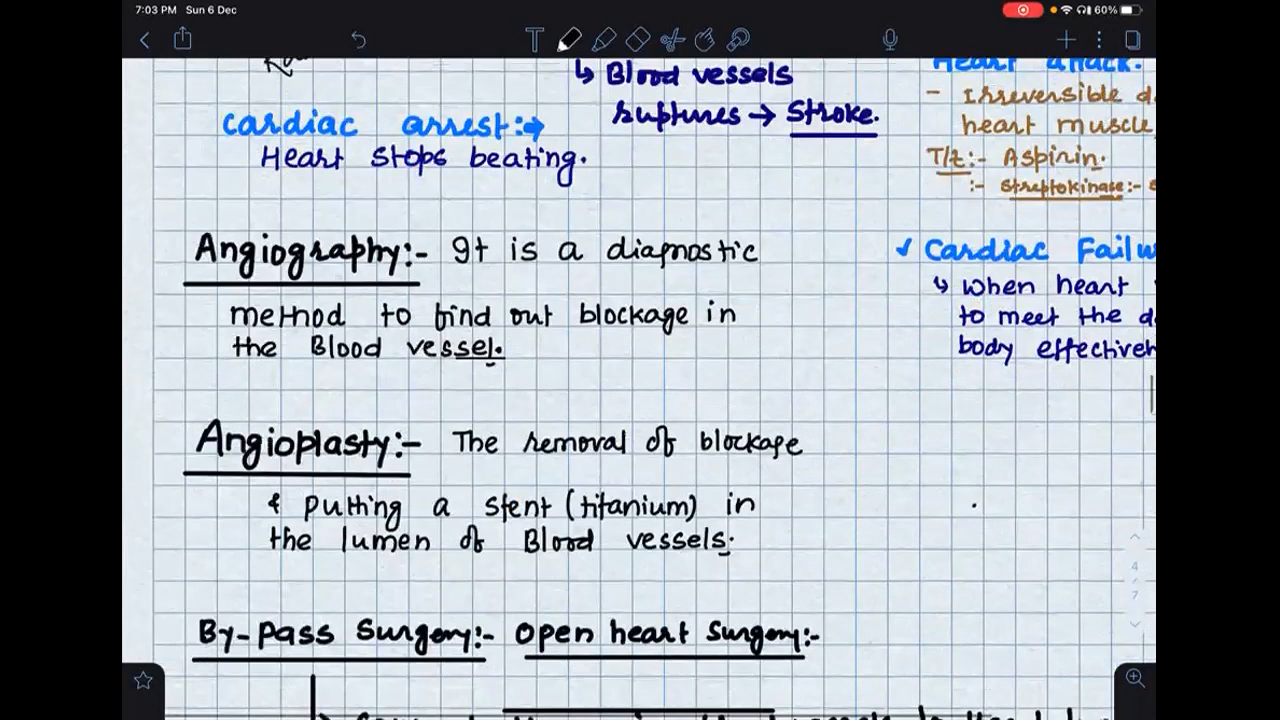 7:03 PM Sun 6 Dec
60%
↳ Blood vessels
ruptures → Stroke.
Cardiac arrest:→
Heart stops beating.
Angiography:- It is a diagnostic
method to find out blockage in
the Blood vessel.
Angioplasty:- The removal of blockage
& putting a stent (titanium) in
the lumen of Blood vessels.
By-pass Surgery:- Open heart surgery:-
Heart attack.
- Irreversible d
heart muscle
T/t:- Aspirin.
:- Streptokinase:- s
✓ Cardiac Failu
↳ When heart
to meet the d
body effectivel
4
/
7